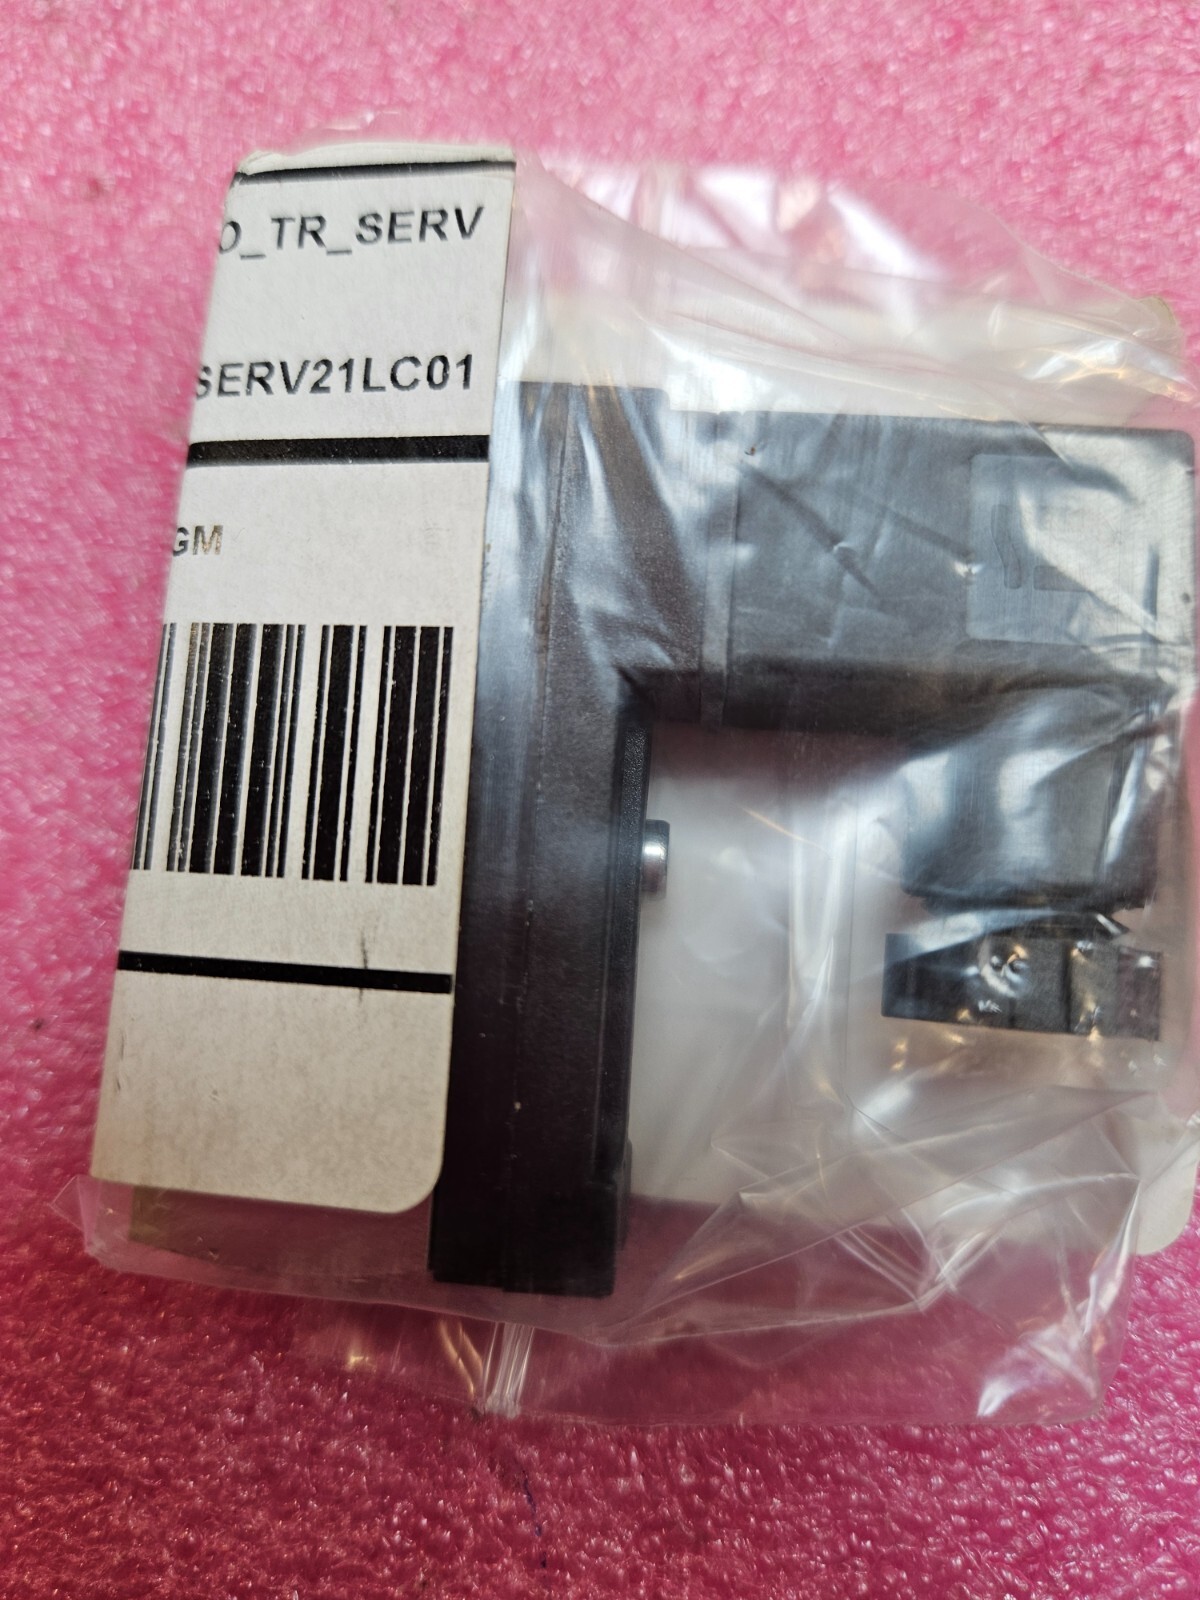 O_TR_SERV
SERV21LC01
GM